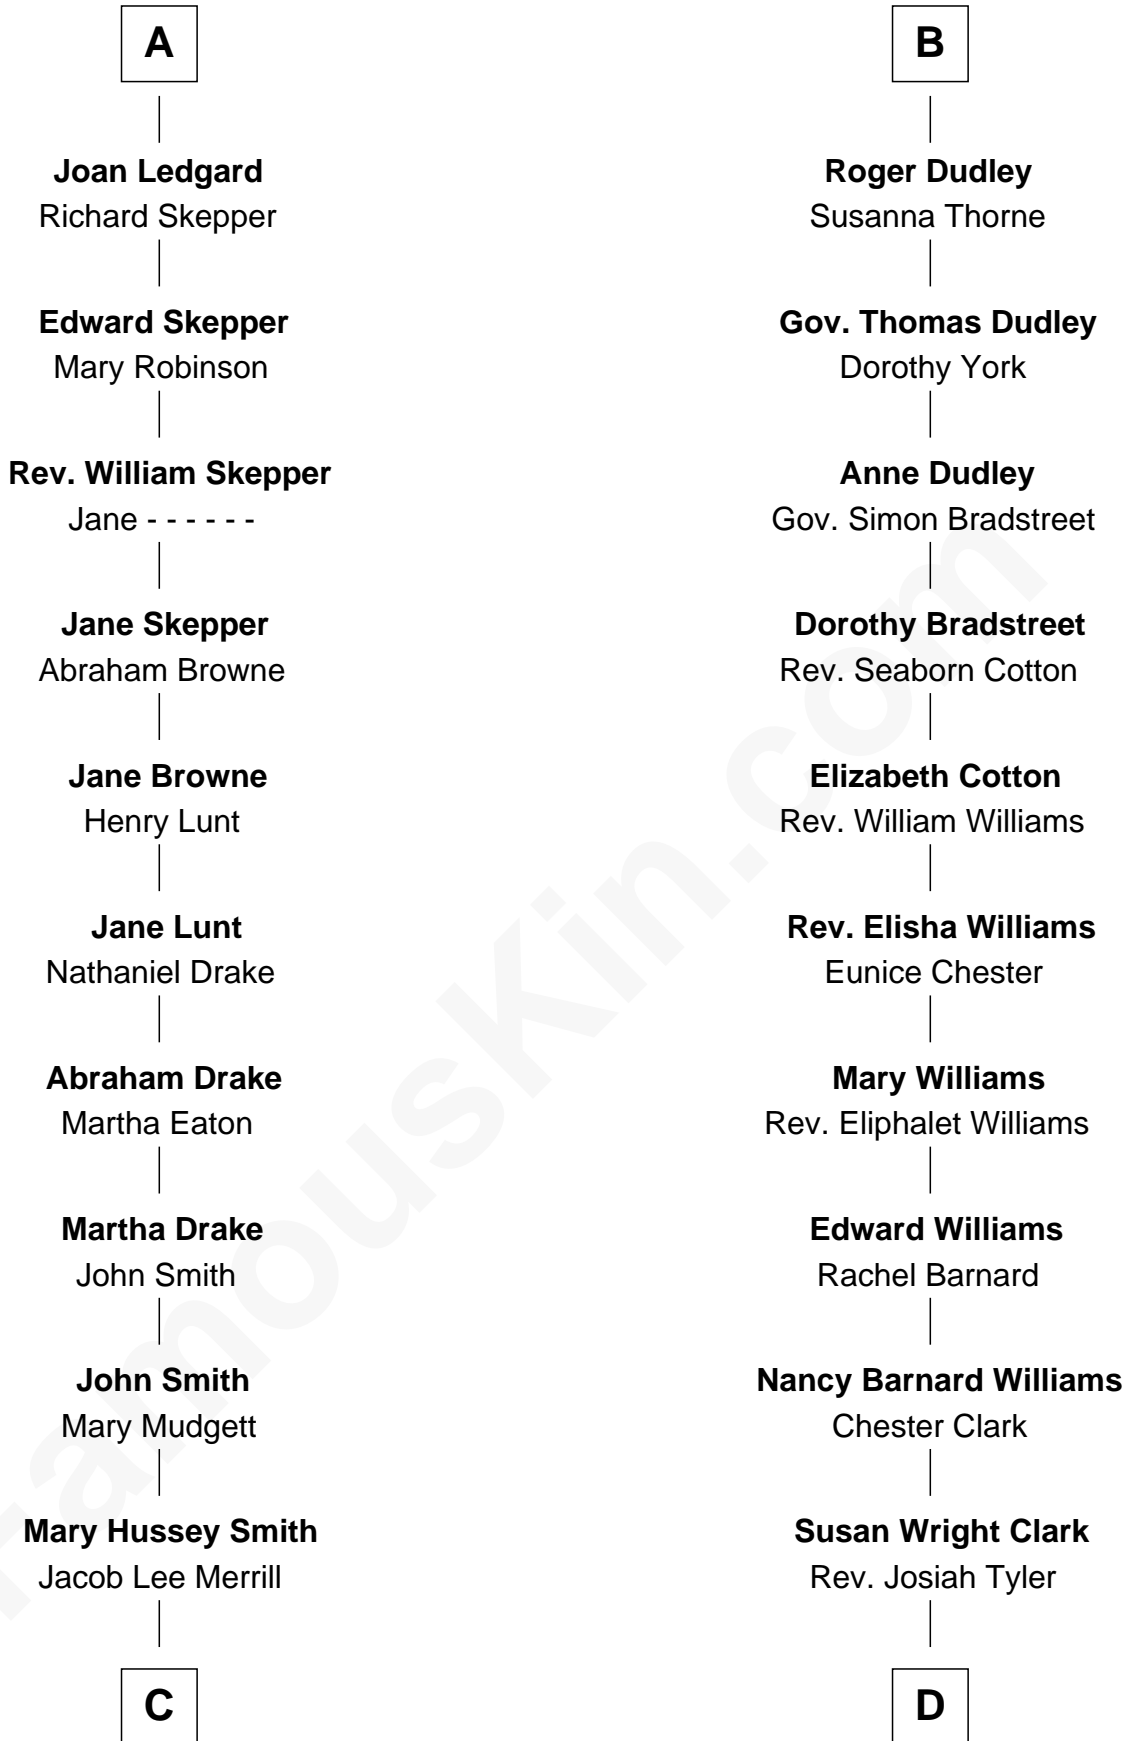 A
Joan Ledgard
Richard Skepper
Edward Skepper
Mary Robinson
Rev. William Skepper
Jane - - - - - -
Jane Skepper
Abraham Browne
Jane Browne
Henry Lunt
Jane Lunt
Nathaniel Drake
Abraham Drake
Martha Eaton
Martha Drake
John Smith
John Smith
Mary Mudgett
Mary Hussey Smith
Jacob Lee Merrill
C
B
Roger Dudley
Susanna Thorne
Gov. Thomas Dudley
Dorothy York
Anne Dudley
Gov. Simon Bradstreet
Dorothy Bradstreet
Rev. Seaborn Cotton
Elizabeth Cotton
Rev. William Williams
Rev. Elisha Williams
Eunice Chester
Mary Williams
Rev. Eliphalet Williams
Edward Williams
Rachel Barnard
Nancy Barnard Williams
Chester Clark
Susan Wright Clark
Rev. Josiah Tyler
D
FamousKin.com